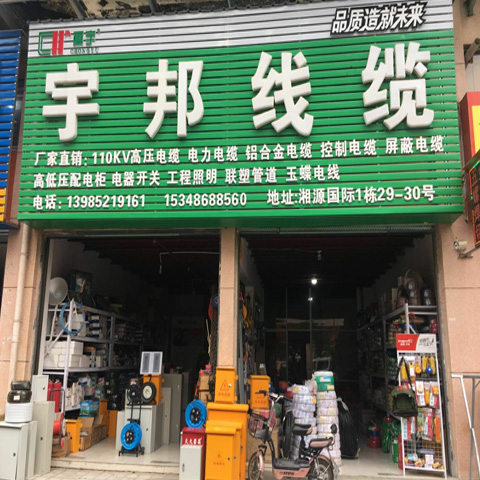 品质造就未来
宇邦线缆
厂家直销：110KV高压电缆 电力电缆 铝合金电缆 控制电缆 屏蔽电缆
高低压配电柜 电器开关 工程照明 联塑管道 玉蝶电线
电话：13985219161 15348688560 地址：湘源国际1栋29-30号